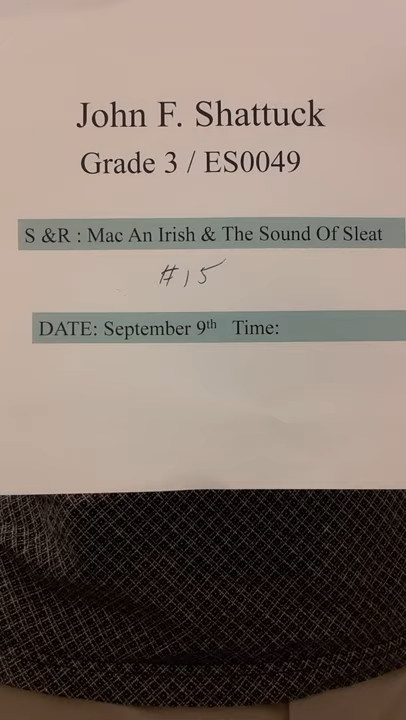 John F. Shattuck
Grade 3 / ES0049
S &R : Mac An Irish & The Sound Of Sleat
#15
DATE: September 9th Time: